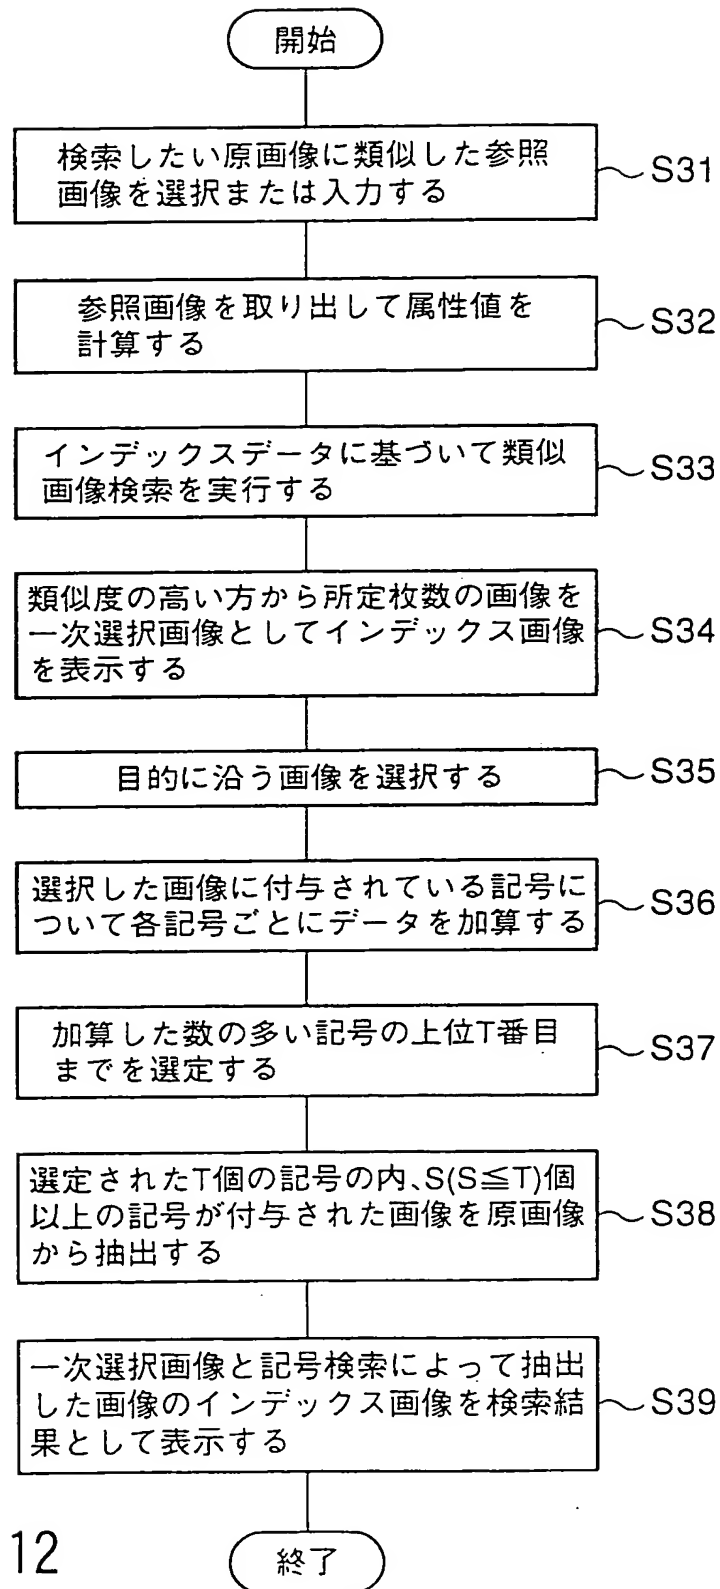 開始
検索したい原画像に類似した参照
画像を選択または入力する
S31
参照画像を取り出して属性値を
計算する
S32
インデックスデータに基づいて類似
画像検索を実行する
S33
類似度の高い方から所定枚数の画像を
一次選択画像としてインデックス画像
を表示する
S34
目的に沿う画像を選択する
S35
選択した画像に付与されている記号に
ついて各記号ごとにデータを加算する
S36
加算した数の多い記号の上位T番目
までを選定する
S37
選定されたT個の記号の内、S(S≦T)個
以上の記号が付与された画像を原画像
から抽出する
S38
一次選択画像と記号検索によって抽出
した画像のインデックス画像を検索結
果として表示する
S39
終了
12